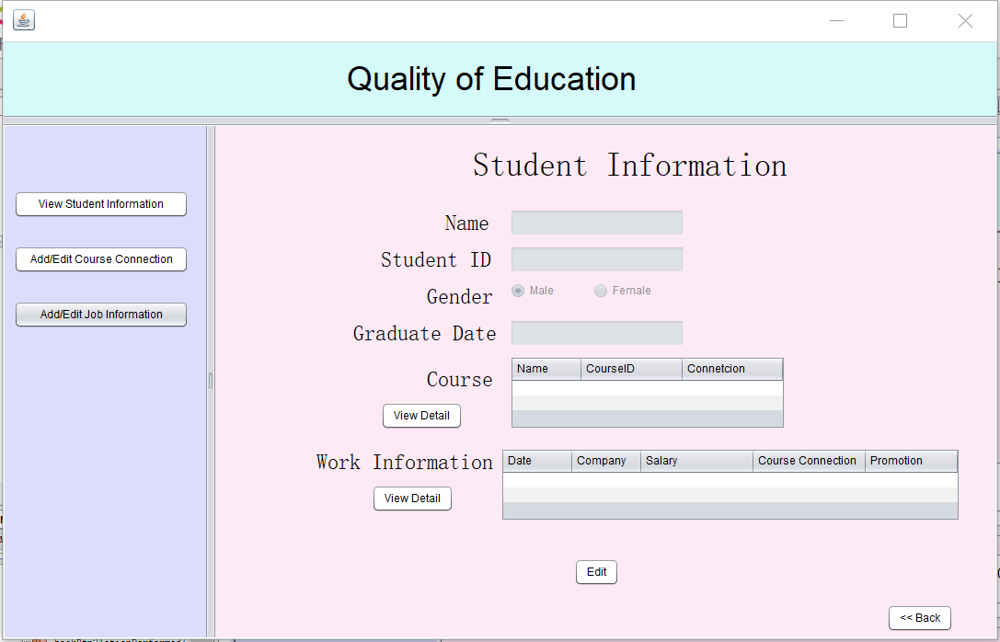 Quality of Education
View Student Information
Add/Edit Course Connection
Add/Edit Job Information
Student Information
Name
Student ID
Gender Male Female
Graduate Date
Course
Name CourseID Connetcion
View Detail
Work Information
Date Company Salary Course Connection Promotion
View Detail
Edit
<< Back